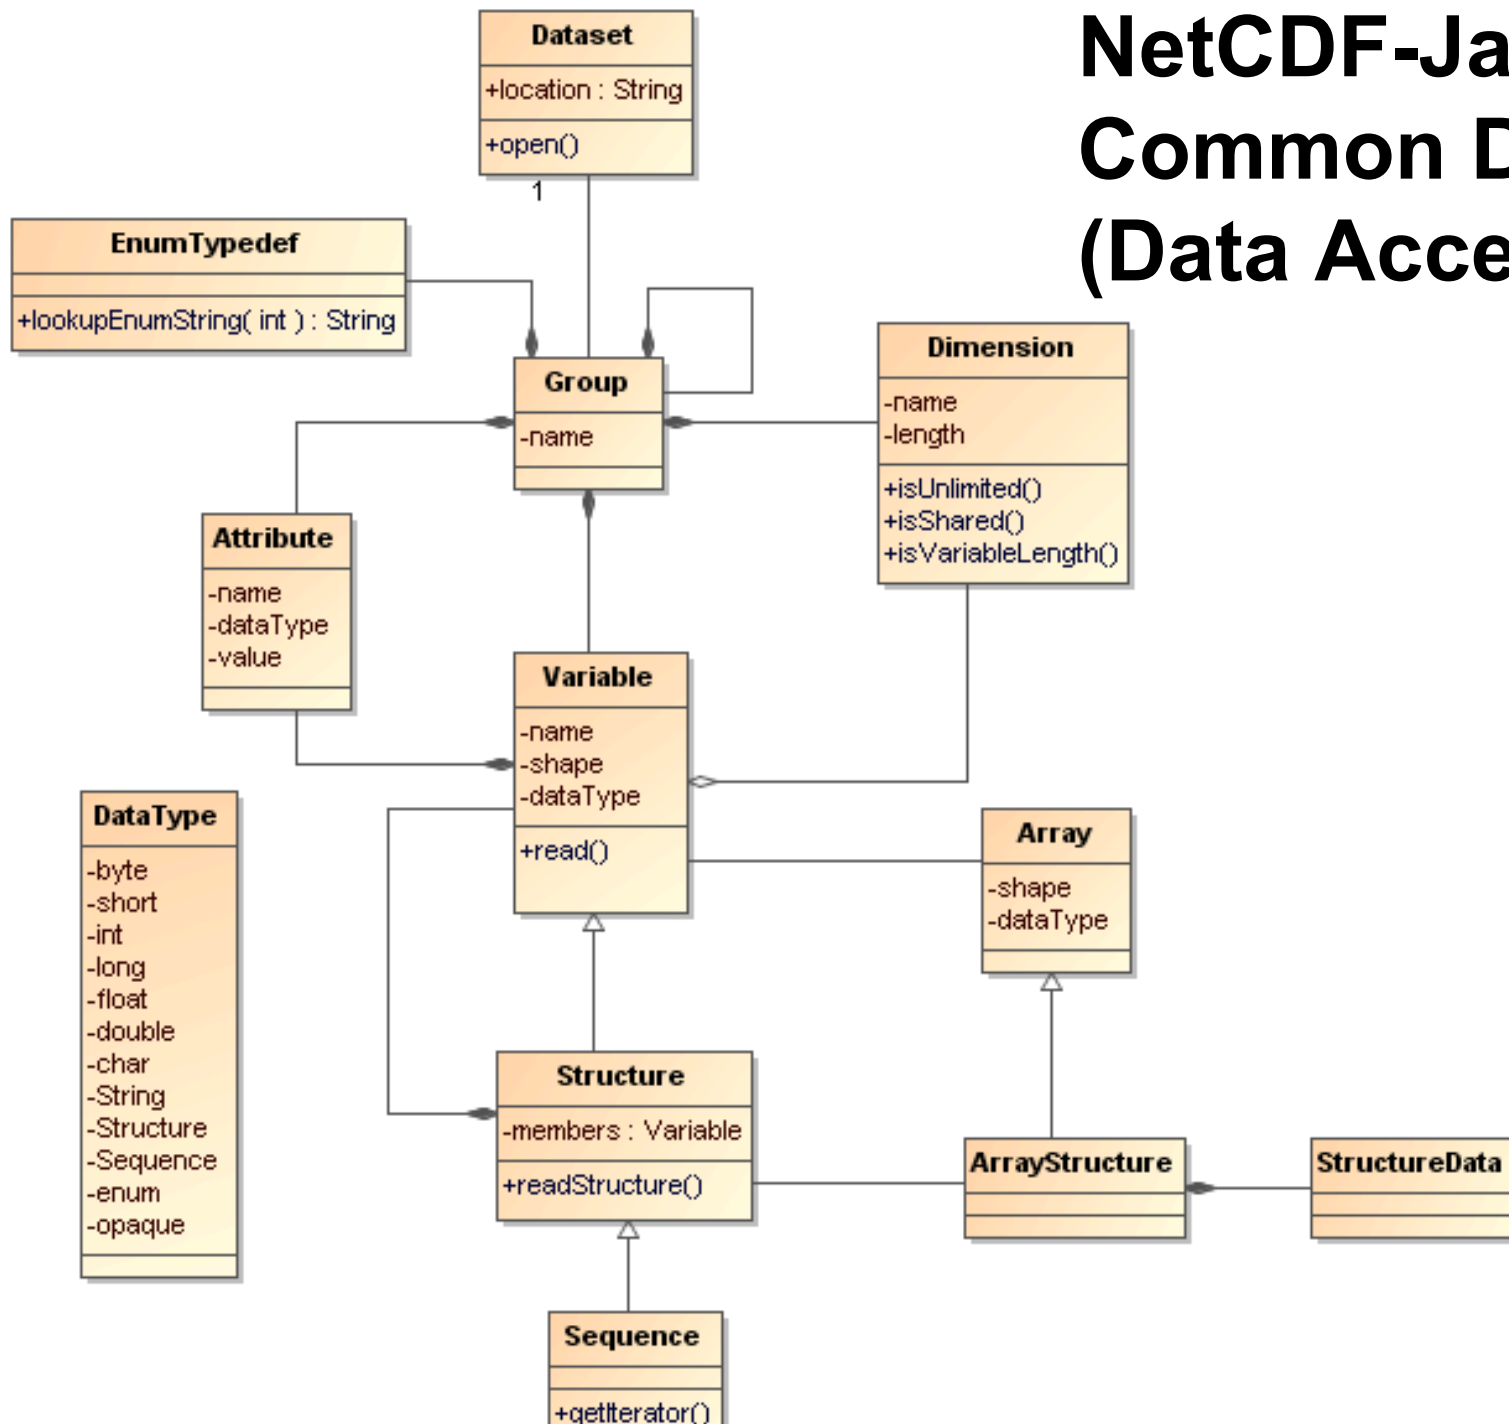 NetCDF-Ja
Common D
(Data Acce
Dataset
+location : String
+open()
1
EnumTypedef
+lookupEnumString( int ) : String
Group
-name
Dimension
-name
-length
+isUnlimited()
+isShared()
+isVariableLength()
Attribute
-name
-dataType
-value
Variable
-name
-shape
-dataType
+read()
DataType
-byte
-short
-int
-long
-float
-double
-char
-String
-Structure
-Sequence
-enum
-opaque
Array
-shape
-dataType
Structure
-members : Variable
+readStructure()
ArrayStructure
StructureData
Sequence
+getIterator()